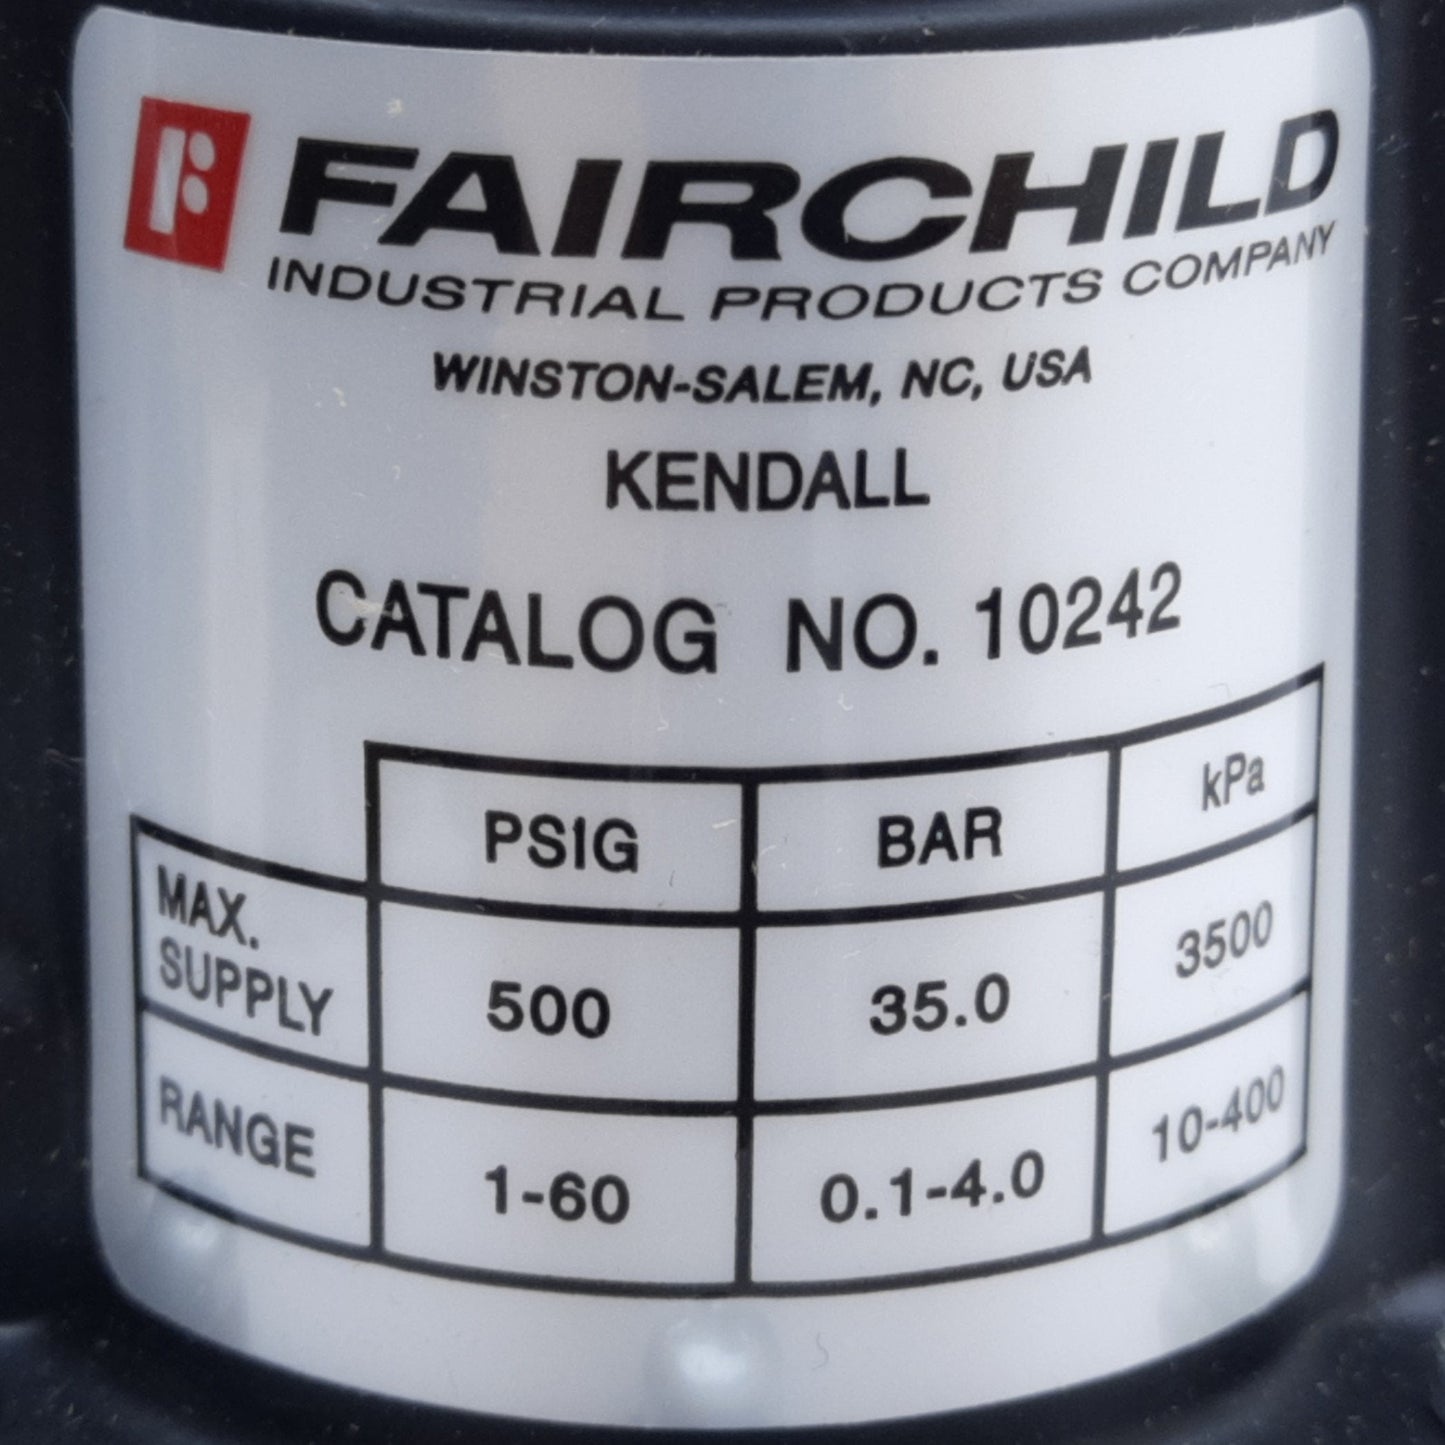 FAIRCHILD
INDUSTRIAL PRODUCTS COMPANY
WINSTON-SALEM, NC, USA
KENDALL
CATALOG NO. 10242
PSIG BAR kPa
MAX.
SUPPLY 500 35.0 3500
RANGE 1-60 0.1-4.0 10-400